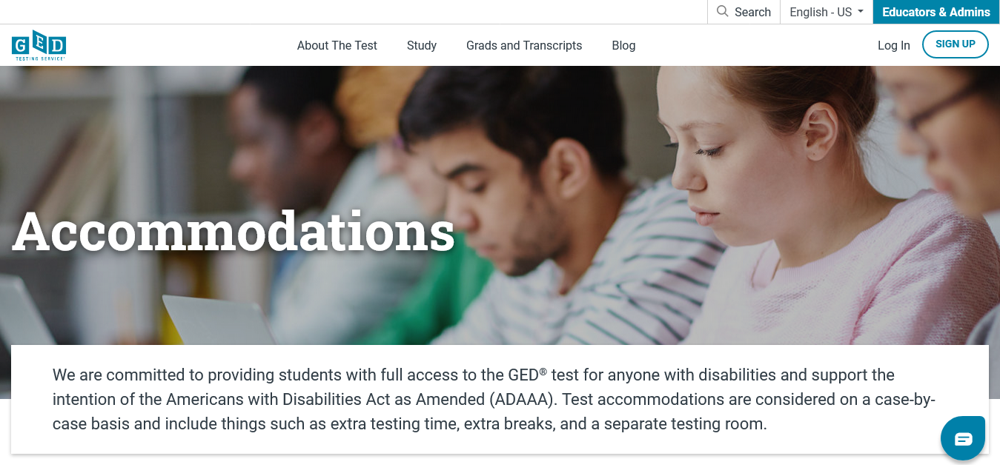 Search
English - US
Educators & Admins
GED
TESTING SERVICE
About The Test
Study
Grads and Transcripts
Blog
Log In
SIGN UP
Accommodations
We are committed to providing students with full access to the GED® test for anyone with disabilities and support the
intention of the Americans with Disabilities Act as Amended (ADAAA). Test accommodations are considered on a case-by-
case basis and include things such as extra testing time, extra breaks, and a separate testing room.